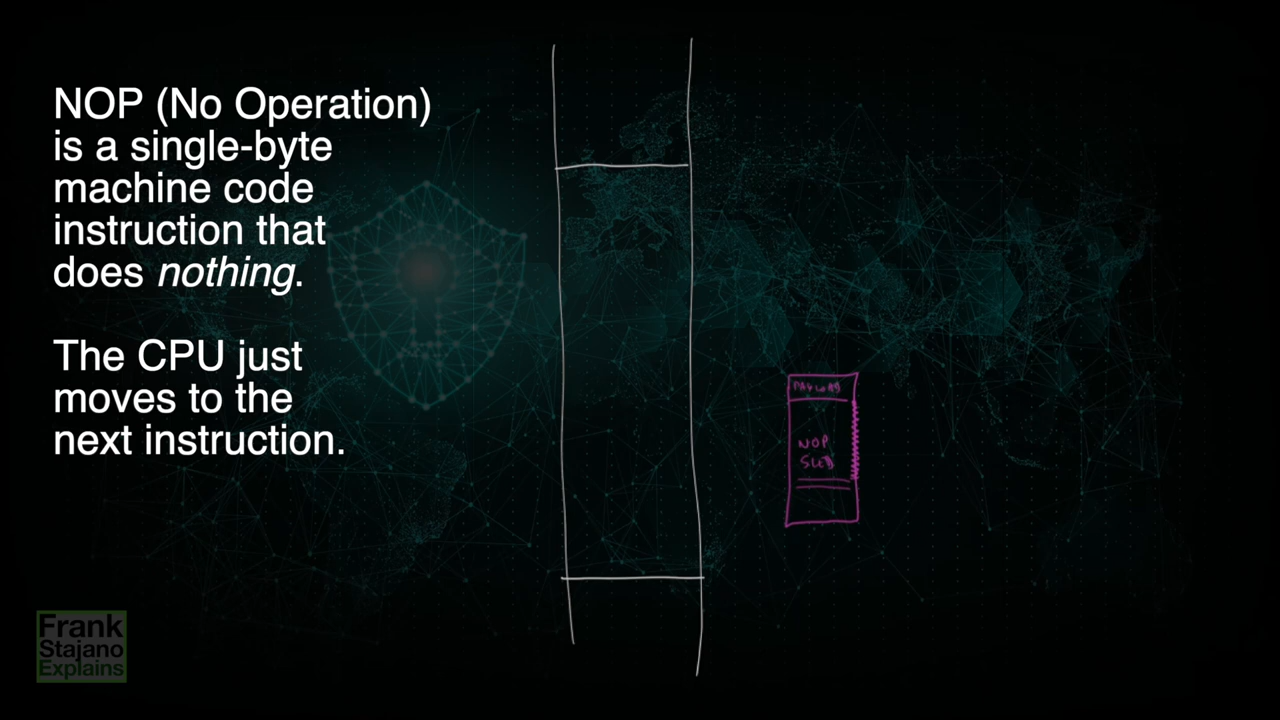 NOP (No Operation)
is a single-byte
machine code
instruction that
does nothing.
The CPU just
moves to the
next instruction.
PAYLOAD
NOP
SLED
Frank
Stajano
Explains